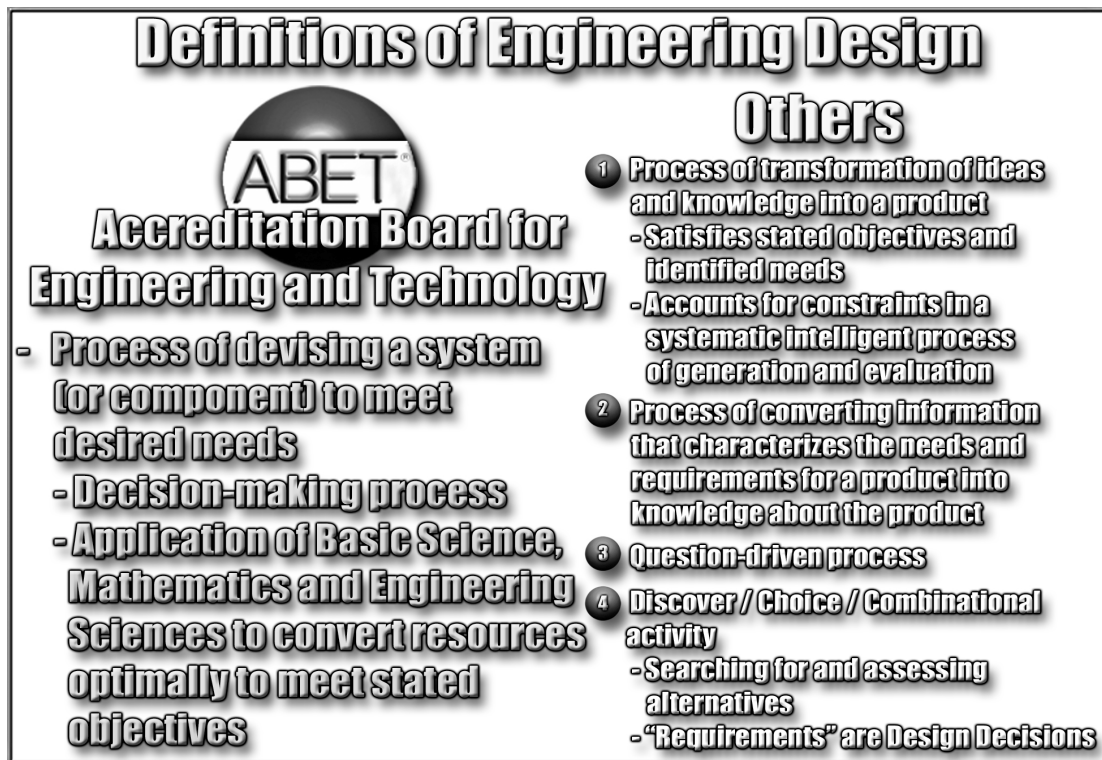 Definitions of Engineering Design
ABET®
Accreditation Board for
Engineering and Technology
- Process of devising a system
(or component) to meet
desired needs
- Decision-making process
- Application of Basic Science,
Mathematics and Engineering
Sciences to convert resources
optimally to meet stated
objectives
Others
1 Process of transformation of ideas
and knowledge into a product
- Satisfies stated objectives and
identified needs
- Accounts for constraints in a
systematic intelligent process
of generation and evaluation
2 Process of converting information
that characterizes the needs and
requirements for a product into
knowledge about the product
3 Question-driven process
4 Discover / Choice / Combinational
activity
- Searching for and assessing
alternatives
- “Requirements” are Design Decisions